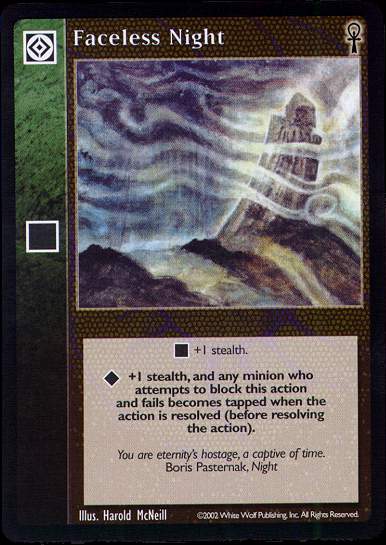 Faceless Night
+1 stealth.
+1 stealth, and any minion who
attempts to block this action
and fails becomes tapped when the
action is resolved (before resolving
the action).
You are eternity's hostage, a captive of time.
Boris Pasternak, Night
Illus. Harold McNeill
©2002 White Wolf Publishing, Inc. All Rights Reserved.